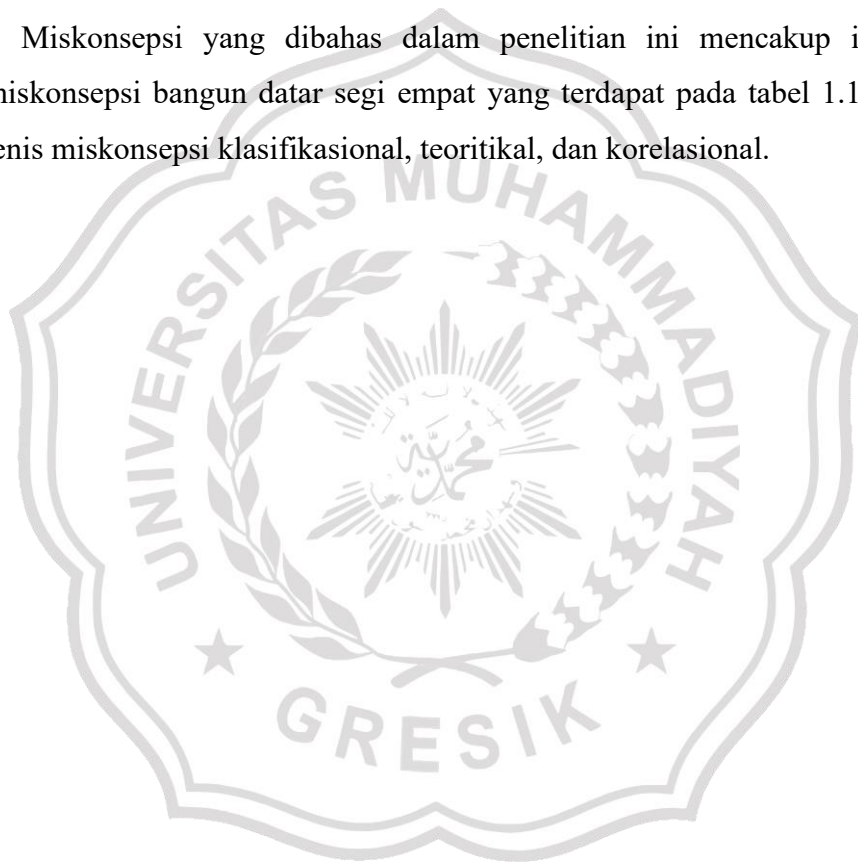 Miskonsepsi yang dibahas dalam penelitian ini mencakup i
miskonsepsi bangun datar segi empat yang terdapat pada tabel 1.1
enis miskonsepsi klasifikasional, teoritikal, dan korelasional.
UNIVERSITAS MUHAMMADIYAH
GRESIK